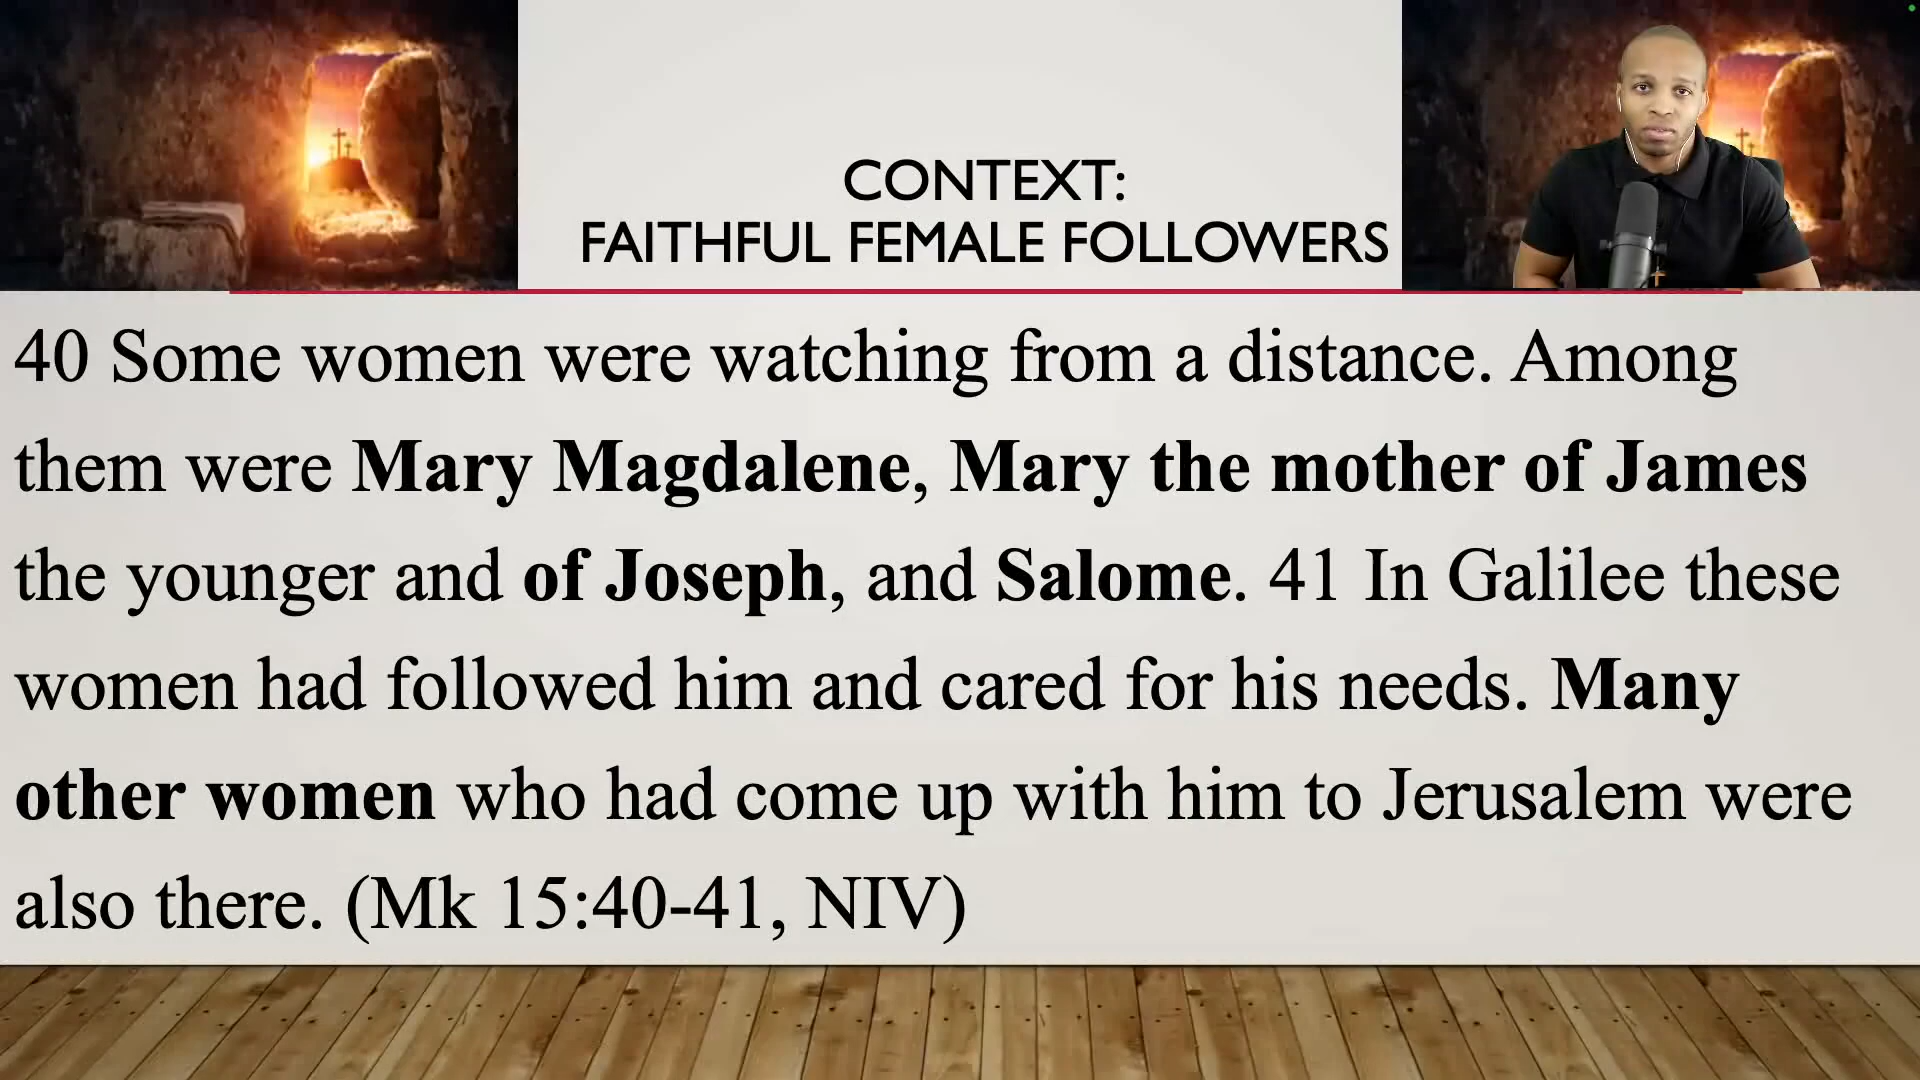 CONTEXT:
FAITHFUL FEMALE FOLLOWERS
40 Some women were watching from a distance. Among
them were Mary Magdalene, Mary the mother of James
the younger and of Joseph, and Salome. 41 In Galilee these
women had followed him and cared for his needs. Many
other women who had come up with him to Jerusalem were
also there. (Mk 15:40-41, NIV)